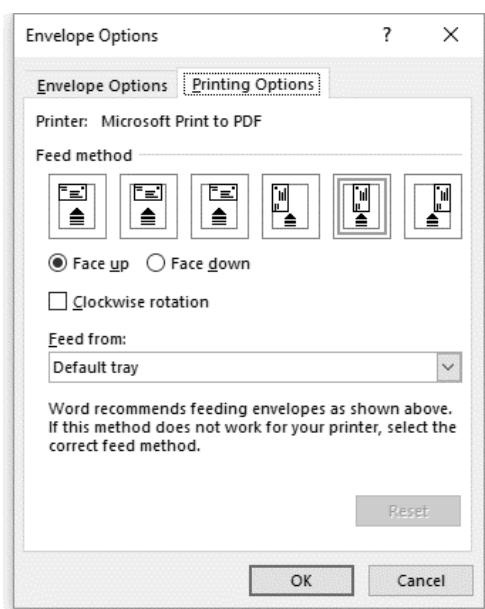 Envelope Options ?
Envelope Options Printing Options
Printer: Microsoft Print to PDF
Feed method
Face up Face down
Clockwise rotation
Feed from:
Default tray
Word recommends feeding envelopes as shown above.
If this method does not work for your printer, select the
correct feed method.
Reset
OK Cancel